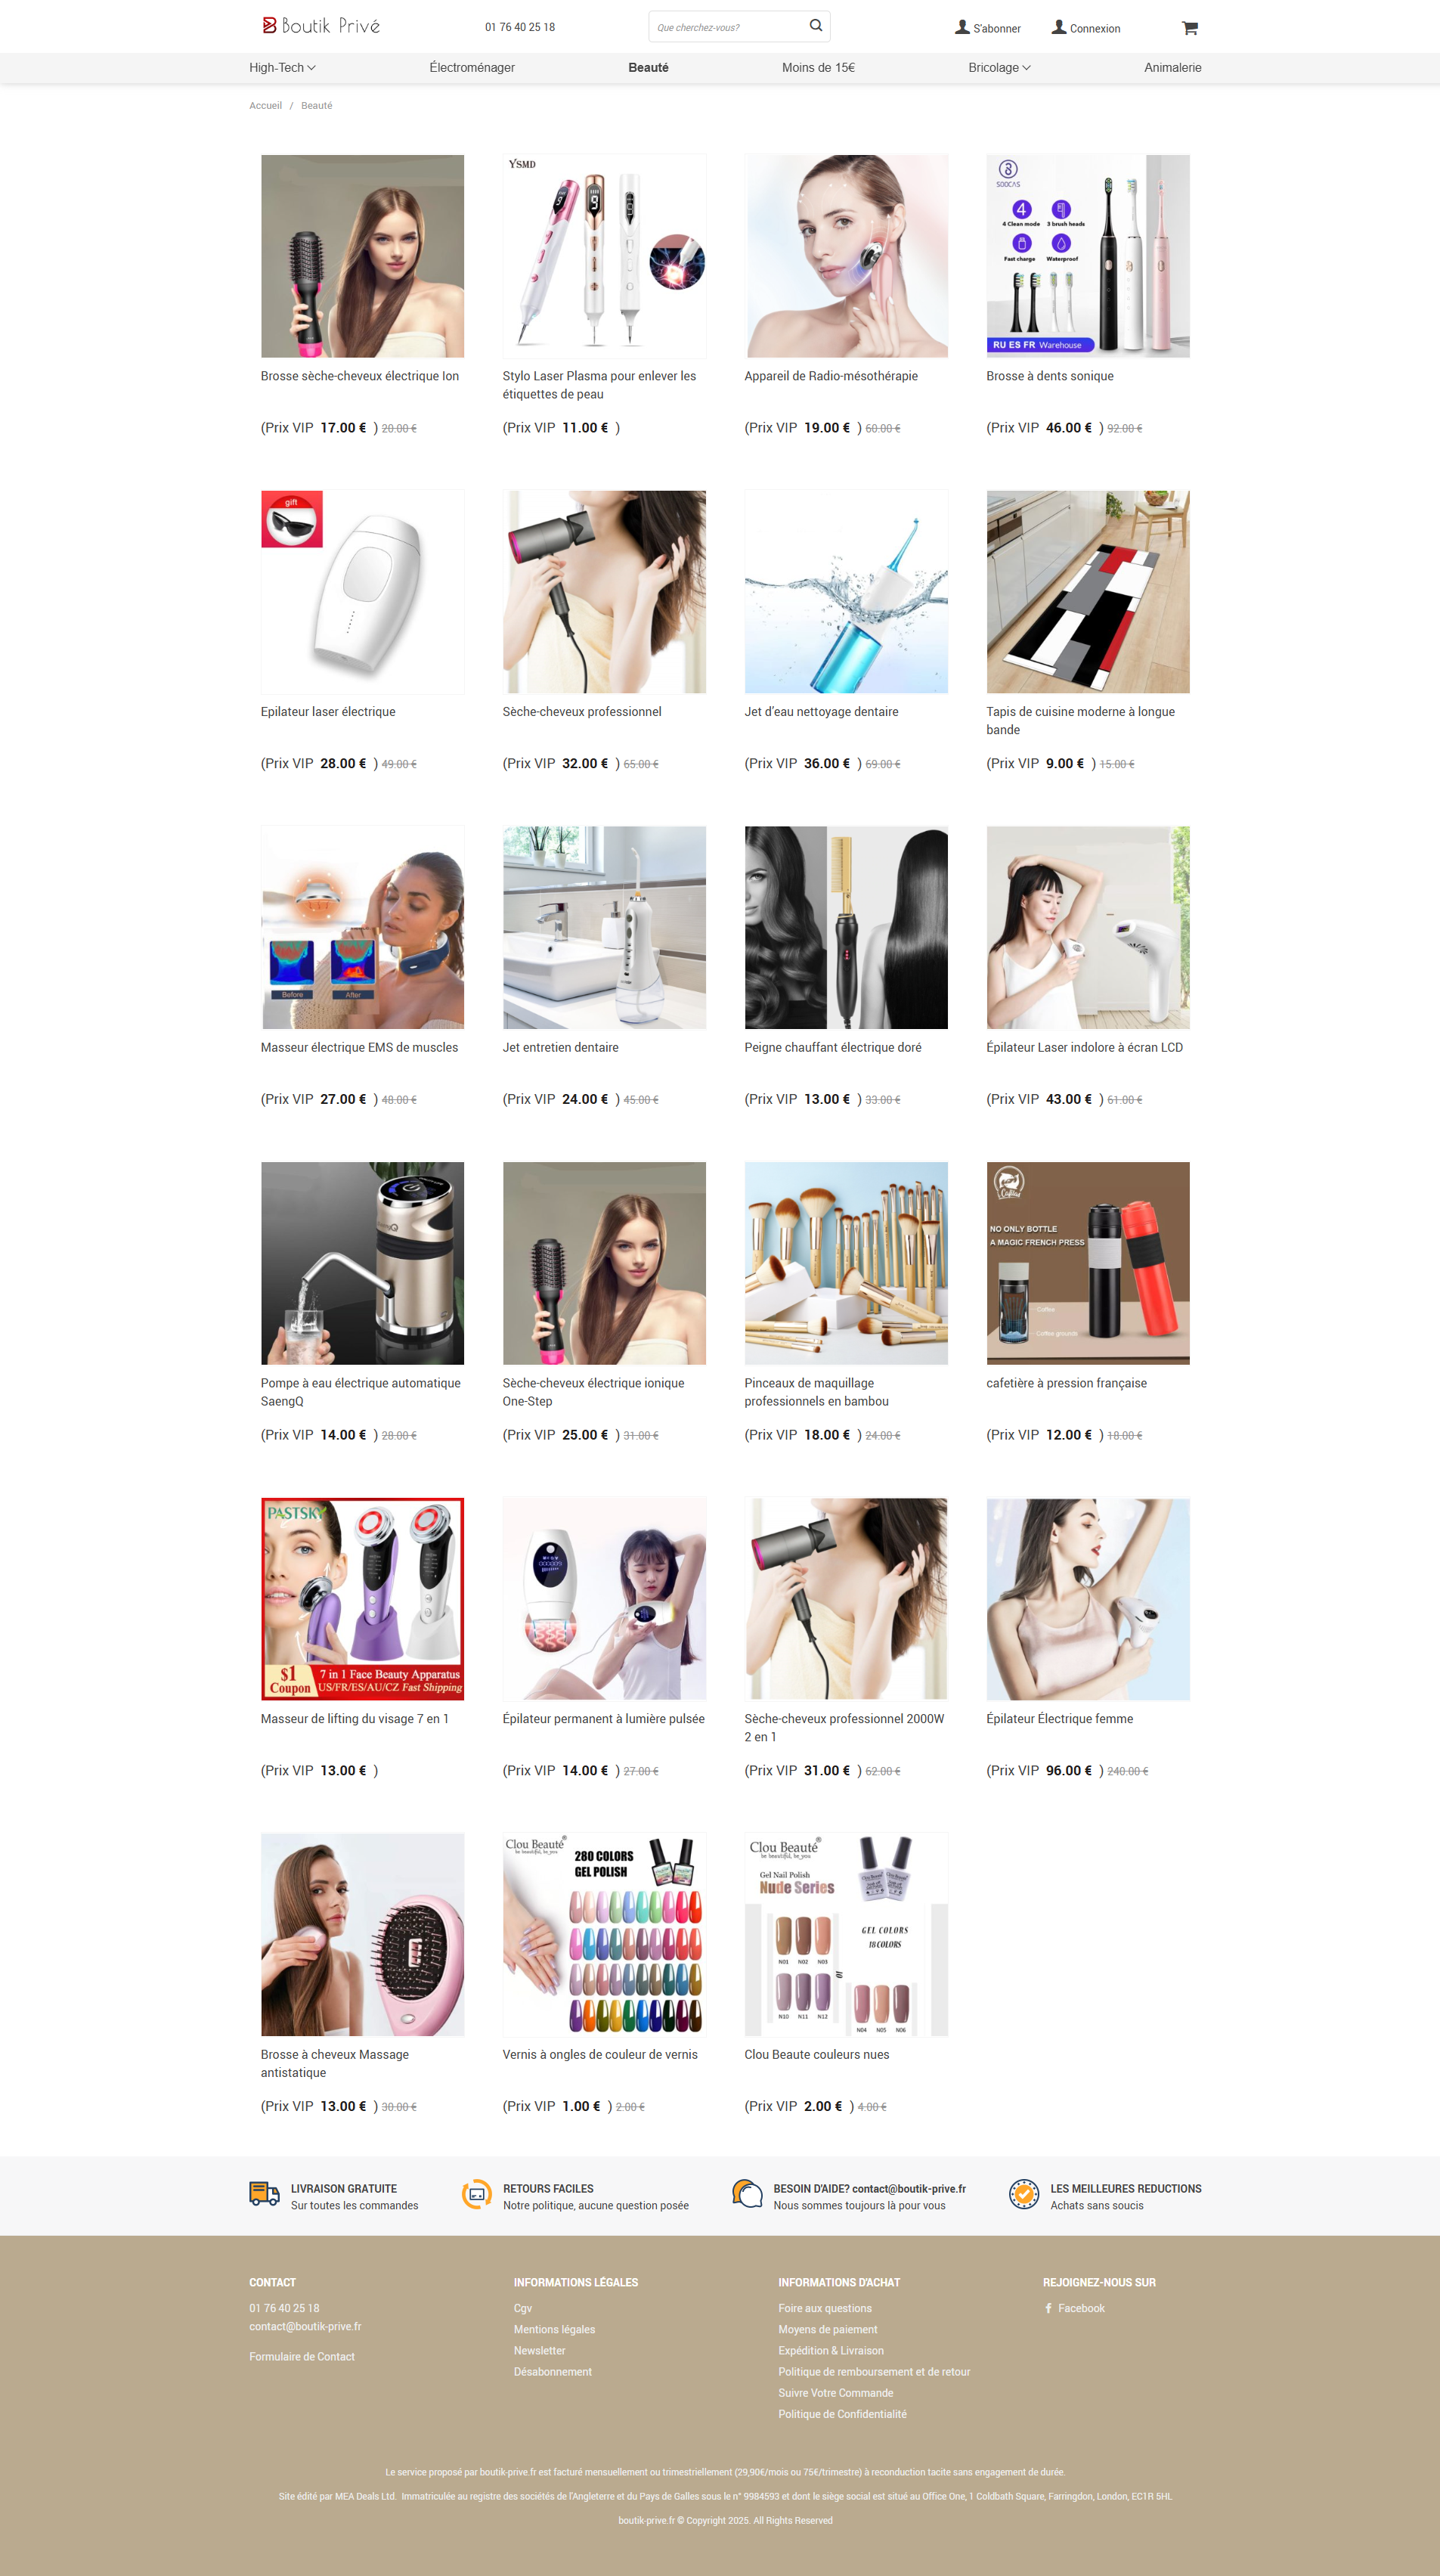 Boutik Privé
01 76 40 25 18
Que cherchez-vous?
S'abonner
Connexion
High-Tech
Électroménager
Beauté
Moins de 15€
Bricolage
Animalerie
Accueil / Beauté
YSMD
SOOCAS
4 Clean mode
3 brush heads
Fast charge
Waterproof
RU ES FR Warehouse
Brosse sèche-cheveux électrique Ion
Stylo Laser Plasma pour enlever les
étiquettes de peau
Appareil de Radio-mésothérapie
Brosse à dents sonique
(Prix VIP 17.00 € ) 20.00 €
(Prix VIP 11.00 € )
(Prix VIP 19.00 € ) 60.00 €
(Prix VIP 46.00 € ) 92.00 €
gift
Epilateur laser électrique
Sèche-cheveux professionnel
Jet d'eau nettoyage dentaire
Tapis de cuisine moderne à longue
bande
(Prix VIP 28.00 € ) 49.00 €
(Prix VIP 32.00 € ) 65.00 €
(Prix VIP 36.00 € ) 69.00 €
(Prix VIP 9.00 € ) 15.00 €
Before
After
Masseur électrique EMS de muscles
Jet entretien dentaire
Peigne chauffant électrique doré
Épilateur Laser indolore à écran LCD
(Prix VIP 27.00 € ) 48.00 €
(Prix VIP 24.00 € ) 45.00 €
(Prix VIP 13.00 € ) 33.00 €
(Prix VIP 43.00 € ) 61.00 €
NO ONLY BOTTLE
A MAGIC FRENCH PRESS
Coffee
Coffee grounds
Pompe à eau électrique automatique
SaengQ
Sèche-cheveux électrique ionique
One-Step
Pinceaux de maquillage
professionnels en bambou
cafetière à pression française
(Prix VIP 14.00 € ) 28.00 €
(Prix VIP 25.00 € ) 31.00 €
(Prix VIP 18.00 € ) 24.00 €
(Prix VIP 12.00 € ) 18.00 €
PASTSKY
$1
Coupon
7 in 1 Face Beauty Apparatus
US/FR/ES/AU/CZ Fast Shipping
Masseur de lifting du visage 7 en 1
Épilateur permanent à lumière pulsée
Sèche-cheveux professionnel 2000W
2 en 1
Épilateur Électrique femme
(Prix VIP 13.00 € )
(Prix VIP 14.00 € ) 27.00 €
(Prix VIP 31.00 € ) 62.00 €
(Prix VIP 96.00 € ) 240.00 €
Clou Beauté®
be beautiful, be you
280 COLORS
GEL POLISH
Clou Beauté®
be beautiful, be you
Gel Nail Polish
Nude Series
GEL COLORS
18 COLORS
N01 N02 N03
N10 N11 N12
N04 N05 N06
Brosse à cheveux Massage
antistatique
Vernis à ongles de couleur de vernis
Clou Beaute couleurs nues
(Prix VIP 13.00 € ) 30.00 €
(Prix VIP 1.00 € ) 2.00 €
(Prix VIP 2.00 € ) 4.00 €
LIVRAISON GRATUITE
Sur toutes les commandes
RETOURS FACILES
Notre politique, aucune question posée
BESOIN D'AIDE? contact@boutik-prive.fr
Nous sommes toujours là pour vous
LES MEILLEURES REDUCTIONS
Achats sans soucis
CONTACT
01 76 40 25 18
contact@boutik-prive.fr
Formulaire de Contact
INFORMATIONS LÉGALES
Cgv
Mentions légales
Newsletter
Désabonnement
INFORMATIONS D'ACHAT
Foire aux questions
Moyens de paiement
Expédition & Livraison
Politique de remboursement et de retour
Suivre Votre Commande
Politique de Confidentialité
REJOIGNEZ-NOUS SUR
Facebook
Le service proposé par boutik-prive.fr est facturé mensuellement ou trimestriellement (29,90€/mois ou 75€/trimestre) à reconduction tacite sans engagement de durée.
Site édité par MEA Deals Ltd. Immatriculée au registre des sociétés de l'Angleterre et du Pays de Galles sous le n° 9984593 et dont le siège social est situé au Office One, 1 Coldbath Square, Farringdon, London, EC1R 5HL
boutik-prive.fr © Copyright 2025. All Rights Reserved